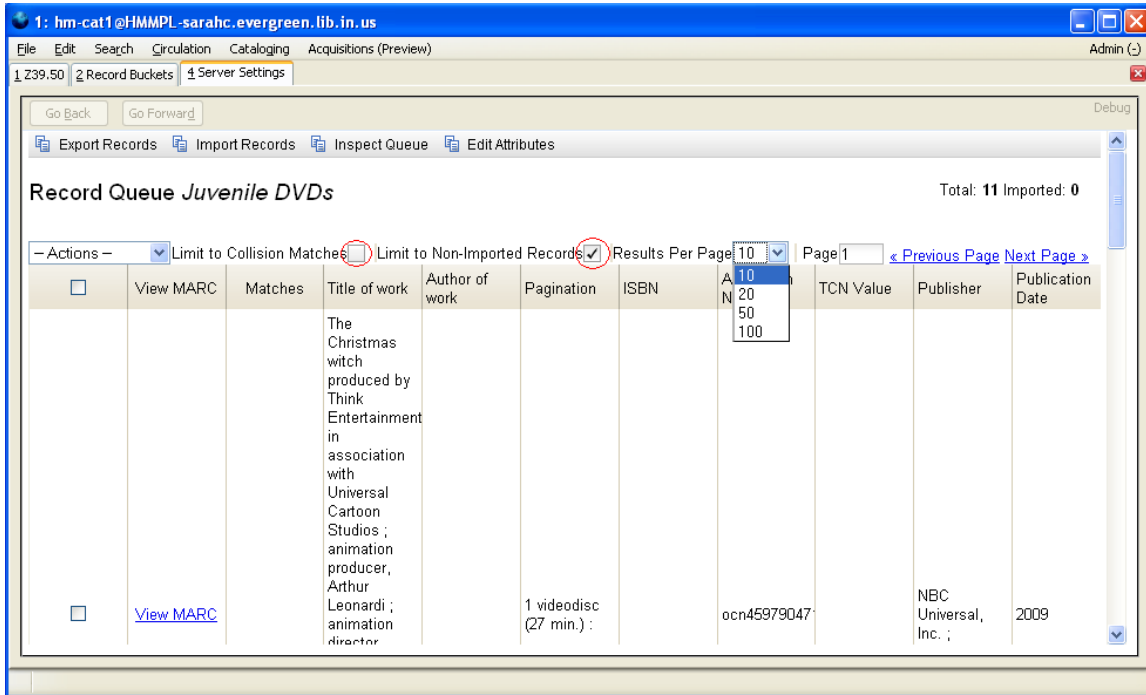 1: hm-cat1@HMMPL-sarahc.evergreen.lib.in.us
File Edit Search Circulation Cataloging Acquisitions (Preview) Admin (-)
1 Z39.50 2 Record Buckets 4 Server Settings
Go Back Go Forward Debug
Export Records Import Records Inspect Queue Edit Attributes
Record Queue Juvenile DVDs Total: 11 Imported: 0
-- Actions -- Limit to Collision Matches Limit to Non-Imported Records Results Per Page 10 Page 1 « Previous Page Next Page »
10
20
50
100
View MARC Matches Title of work Author of work Pagination ISBN TCN Value Publisher Publication Date
The
Christmas
witch
produced by
Think
Entertainment
in
association
with
Universal
Cartoon
Studios ;
animation
producer,
Arthur
Leonardi ;
animation
director
View MARC
1 videodisc
(27 min.) :
ocn45979047
NBC
Universal,
Inc. ;
2009